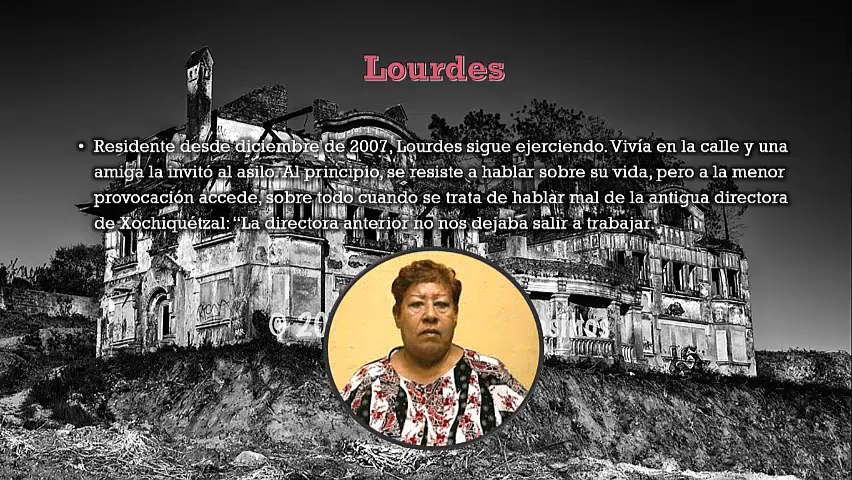 Lourdes
• Residente desde diciembre de 2007, Lourdes sigue ejerciendo. Vivía en la calle y una
amiga la invitó al asilo. Al principio, se resiste a hablar sobre su vida, pero a la menor
provocación accede, sobre todo cuando se trata de hablar mal de la antigua directora
de Xochiquétzal: “La directora anterior no nos dejaba salir a trabajar.